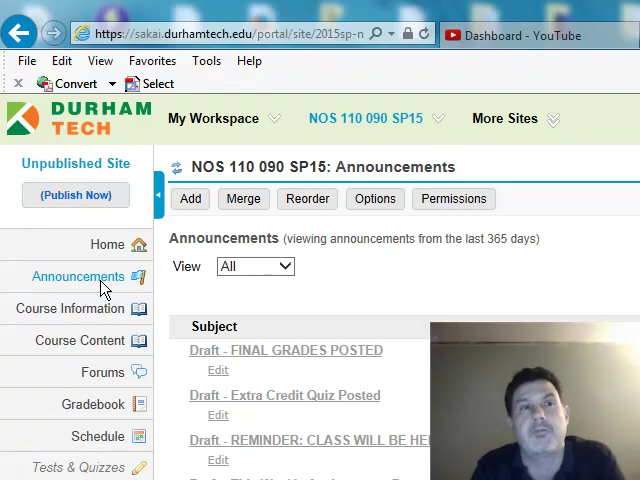 https://sakai.durhamtech.edu/portal/site/2015sp-n
Dashboard - YouTube
File Edit View Favorites Tools Help
x Convert Select
DURHAM
TECH
My Workspace NOS 110 090 SP15 More Sites
Unpublished Site
(Publish Now)
NOS 110 090 SP15: Announcements
Add Merge Reorder Options Permissions
Home
Announcements (viewing announcements from the last 365 days)
Announcements
View All
Course Information
Subject
Course Content
Draft - FINAL GRADES POSTED
Forums
Edit
Draft - Extra Credit Quiz Posted
Gradebook
Edit
Schedule
Draft - REMINDER: CLASS WILL BE HE
Edit
Tests & Quizzes